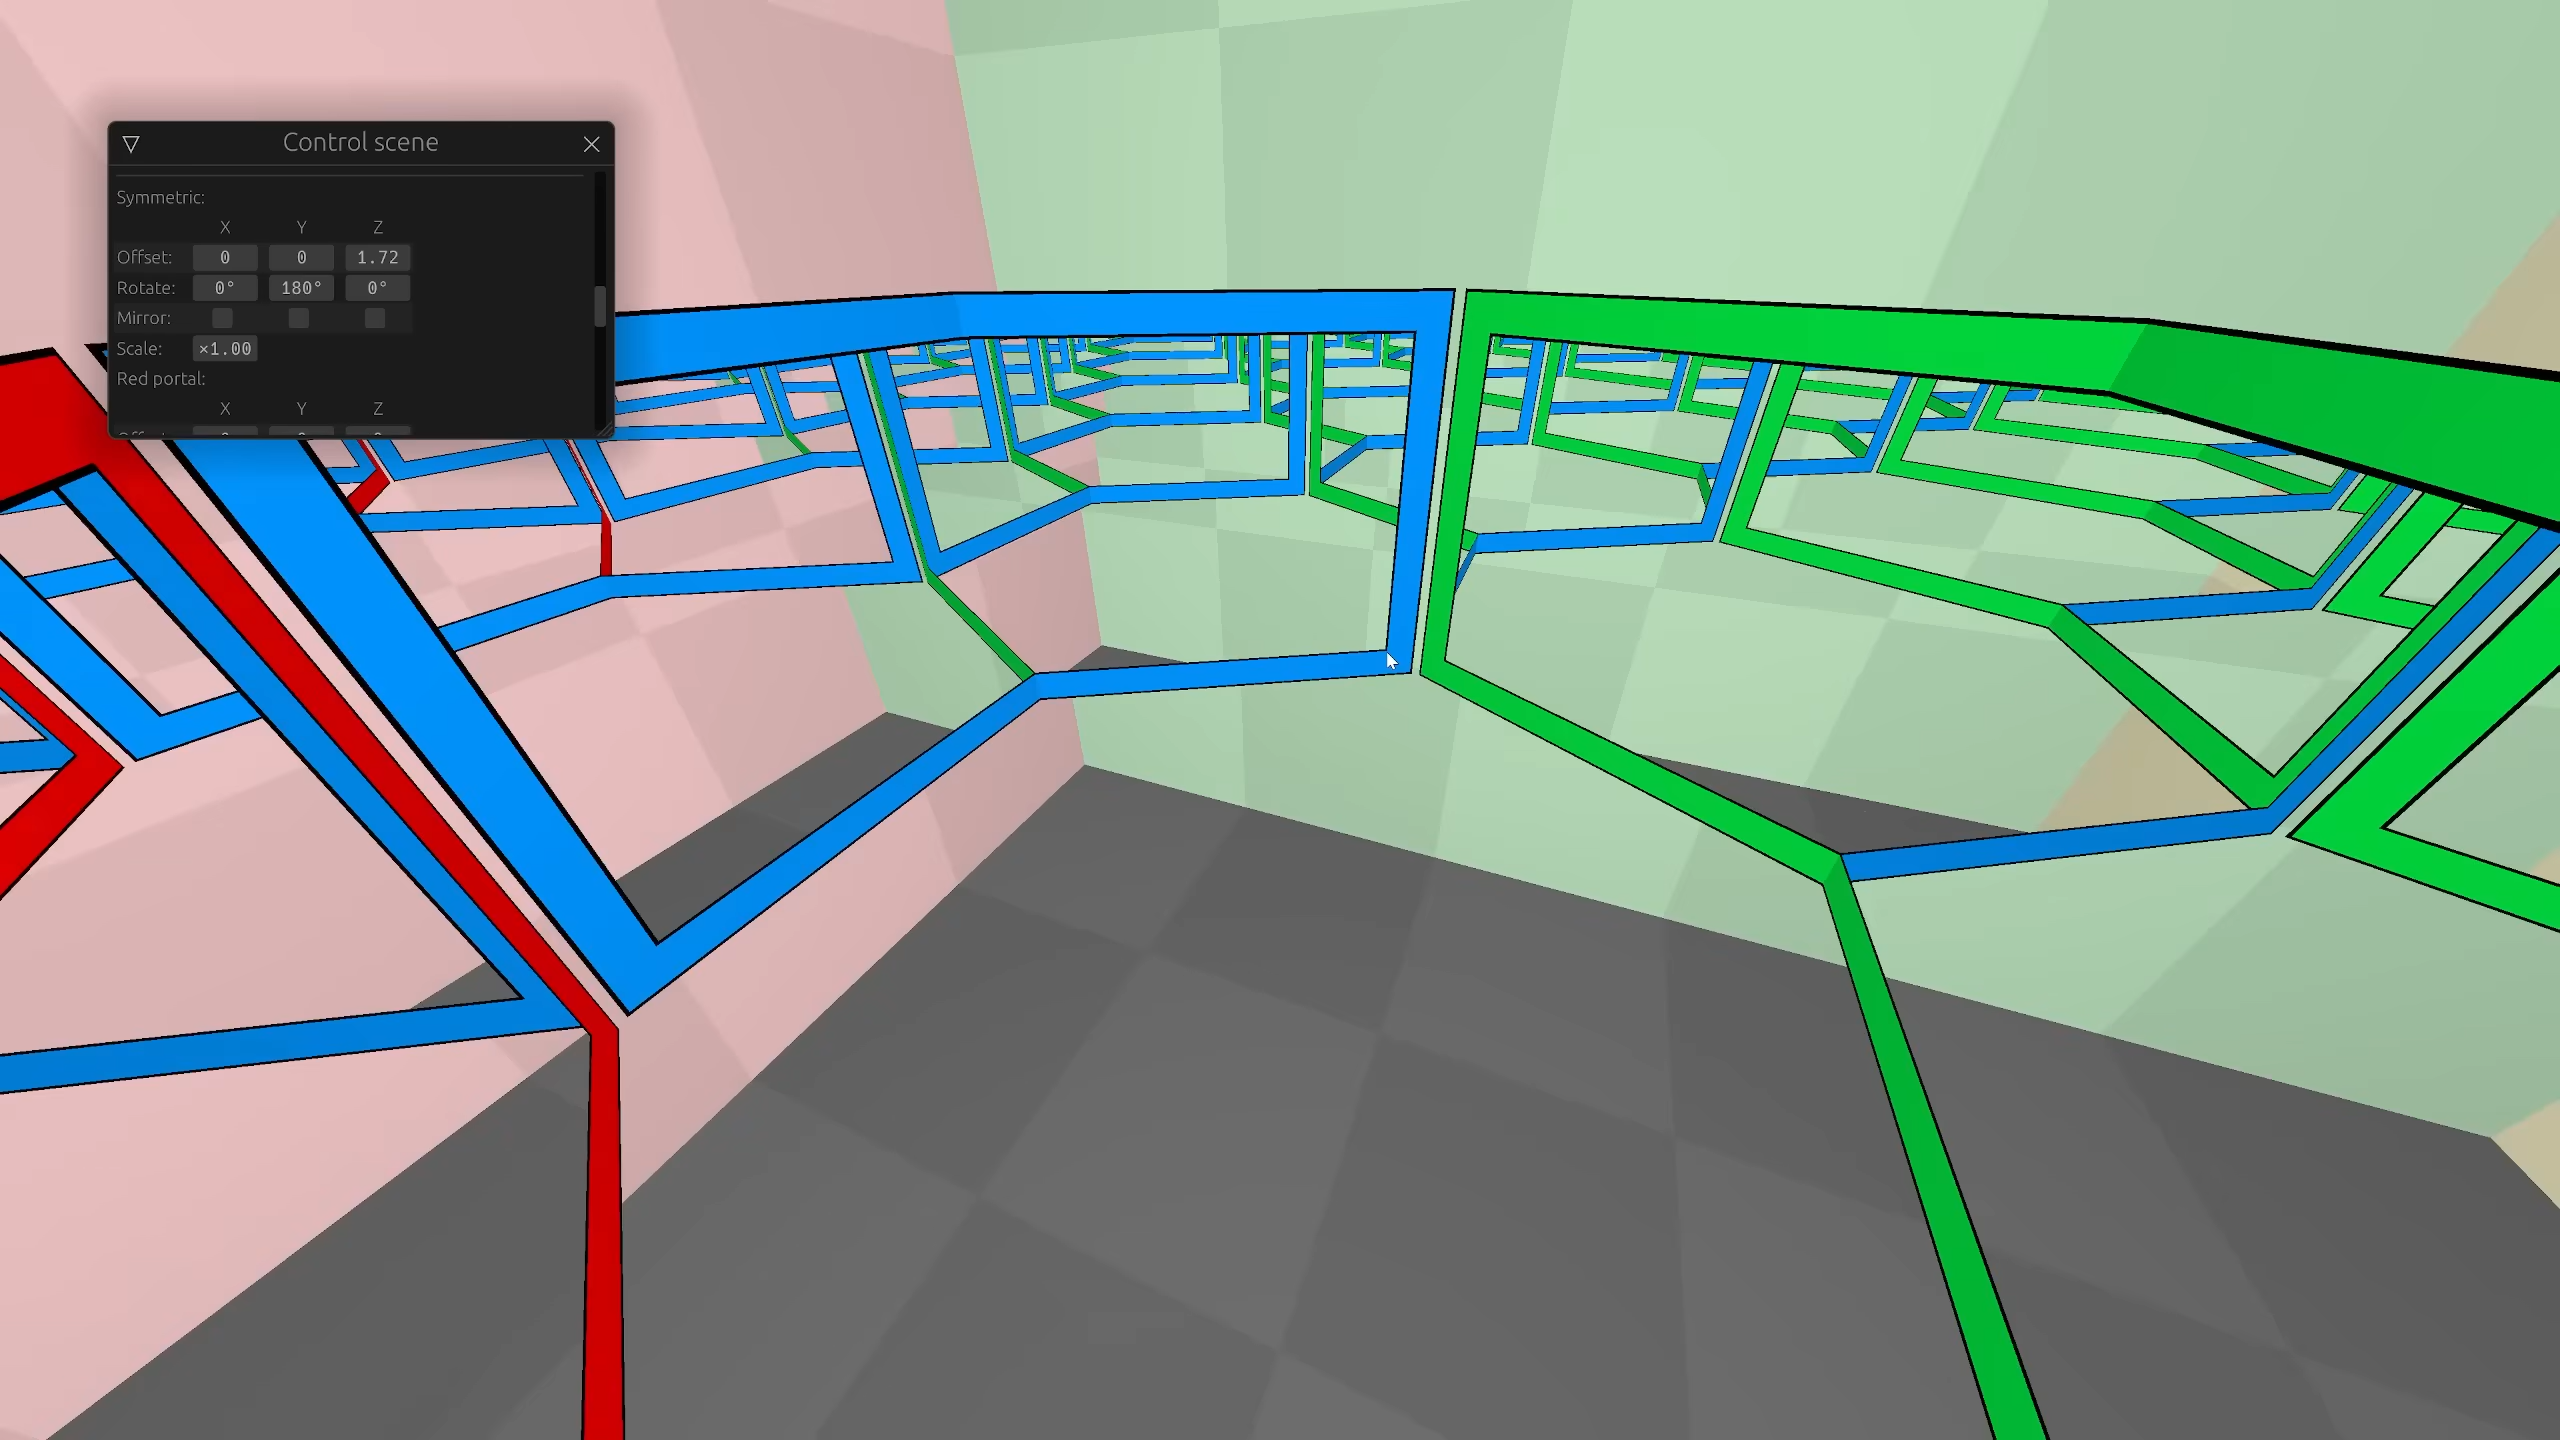 ▽ Control scene ✕
Symmetric:
X Y Z
Offset: 0 0 1.72
Rotate: 0° 180° 0°
Mirror:
Scale: ×1.00
Red portal:
X Y Z